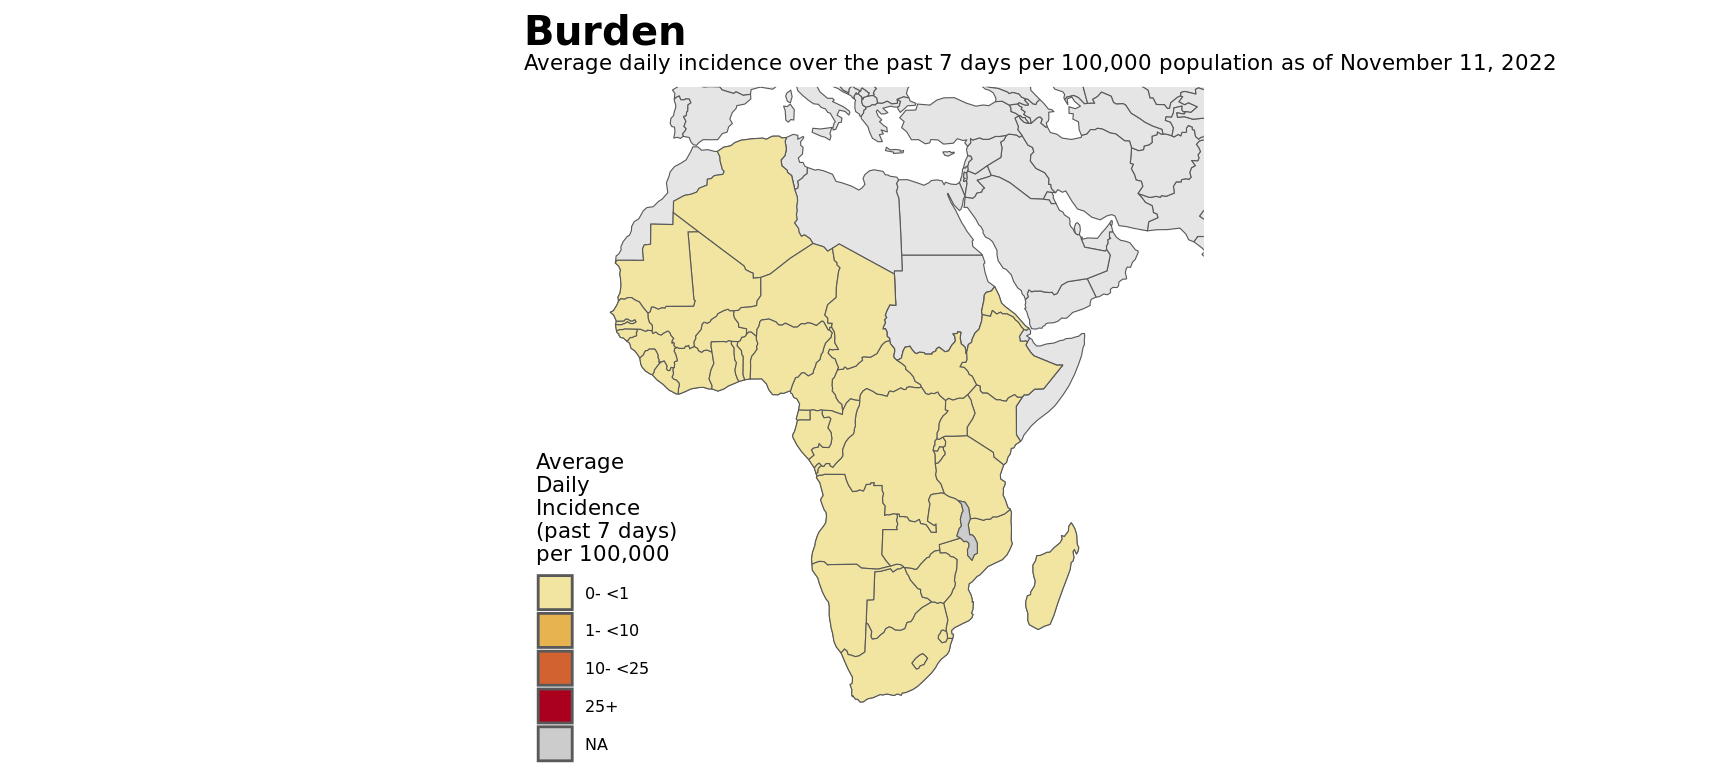 Burden
Average daily incidence over the past 7 days per 100,000 population as of November 11, 2022
Average
Daily
Incidence
(past 7 days)
per 100,000
0- <1
1- <10
10- <25
25+
NA